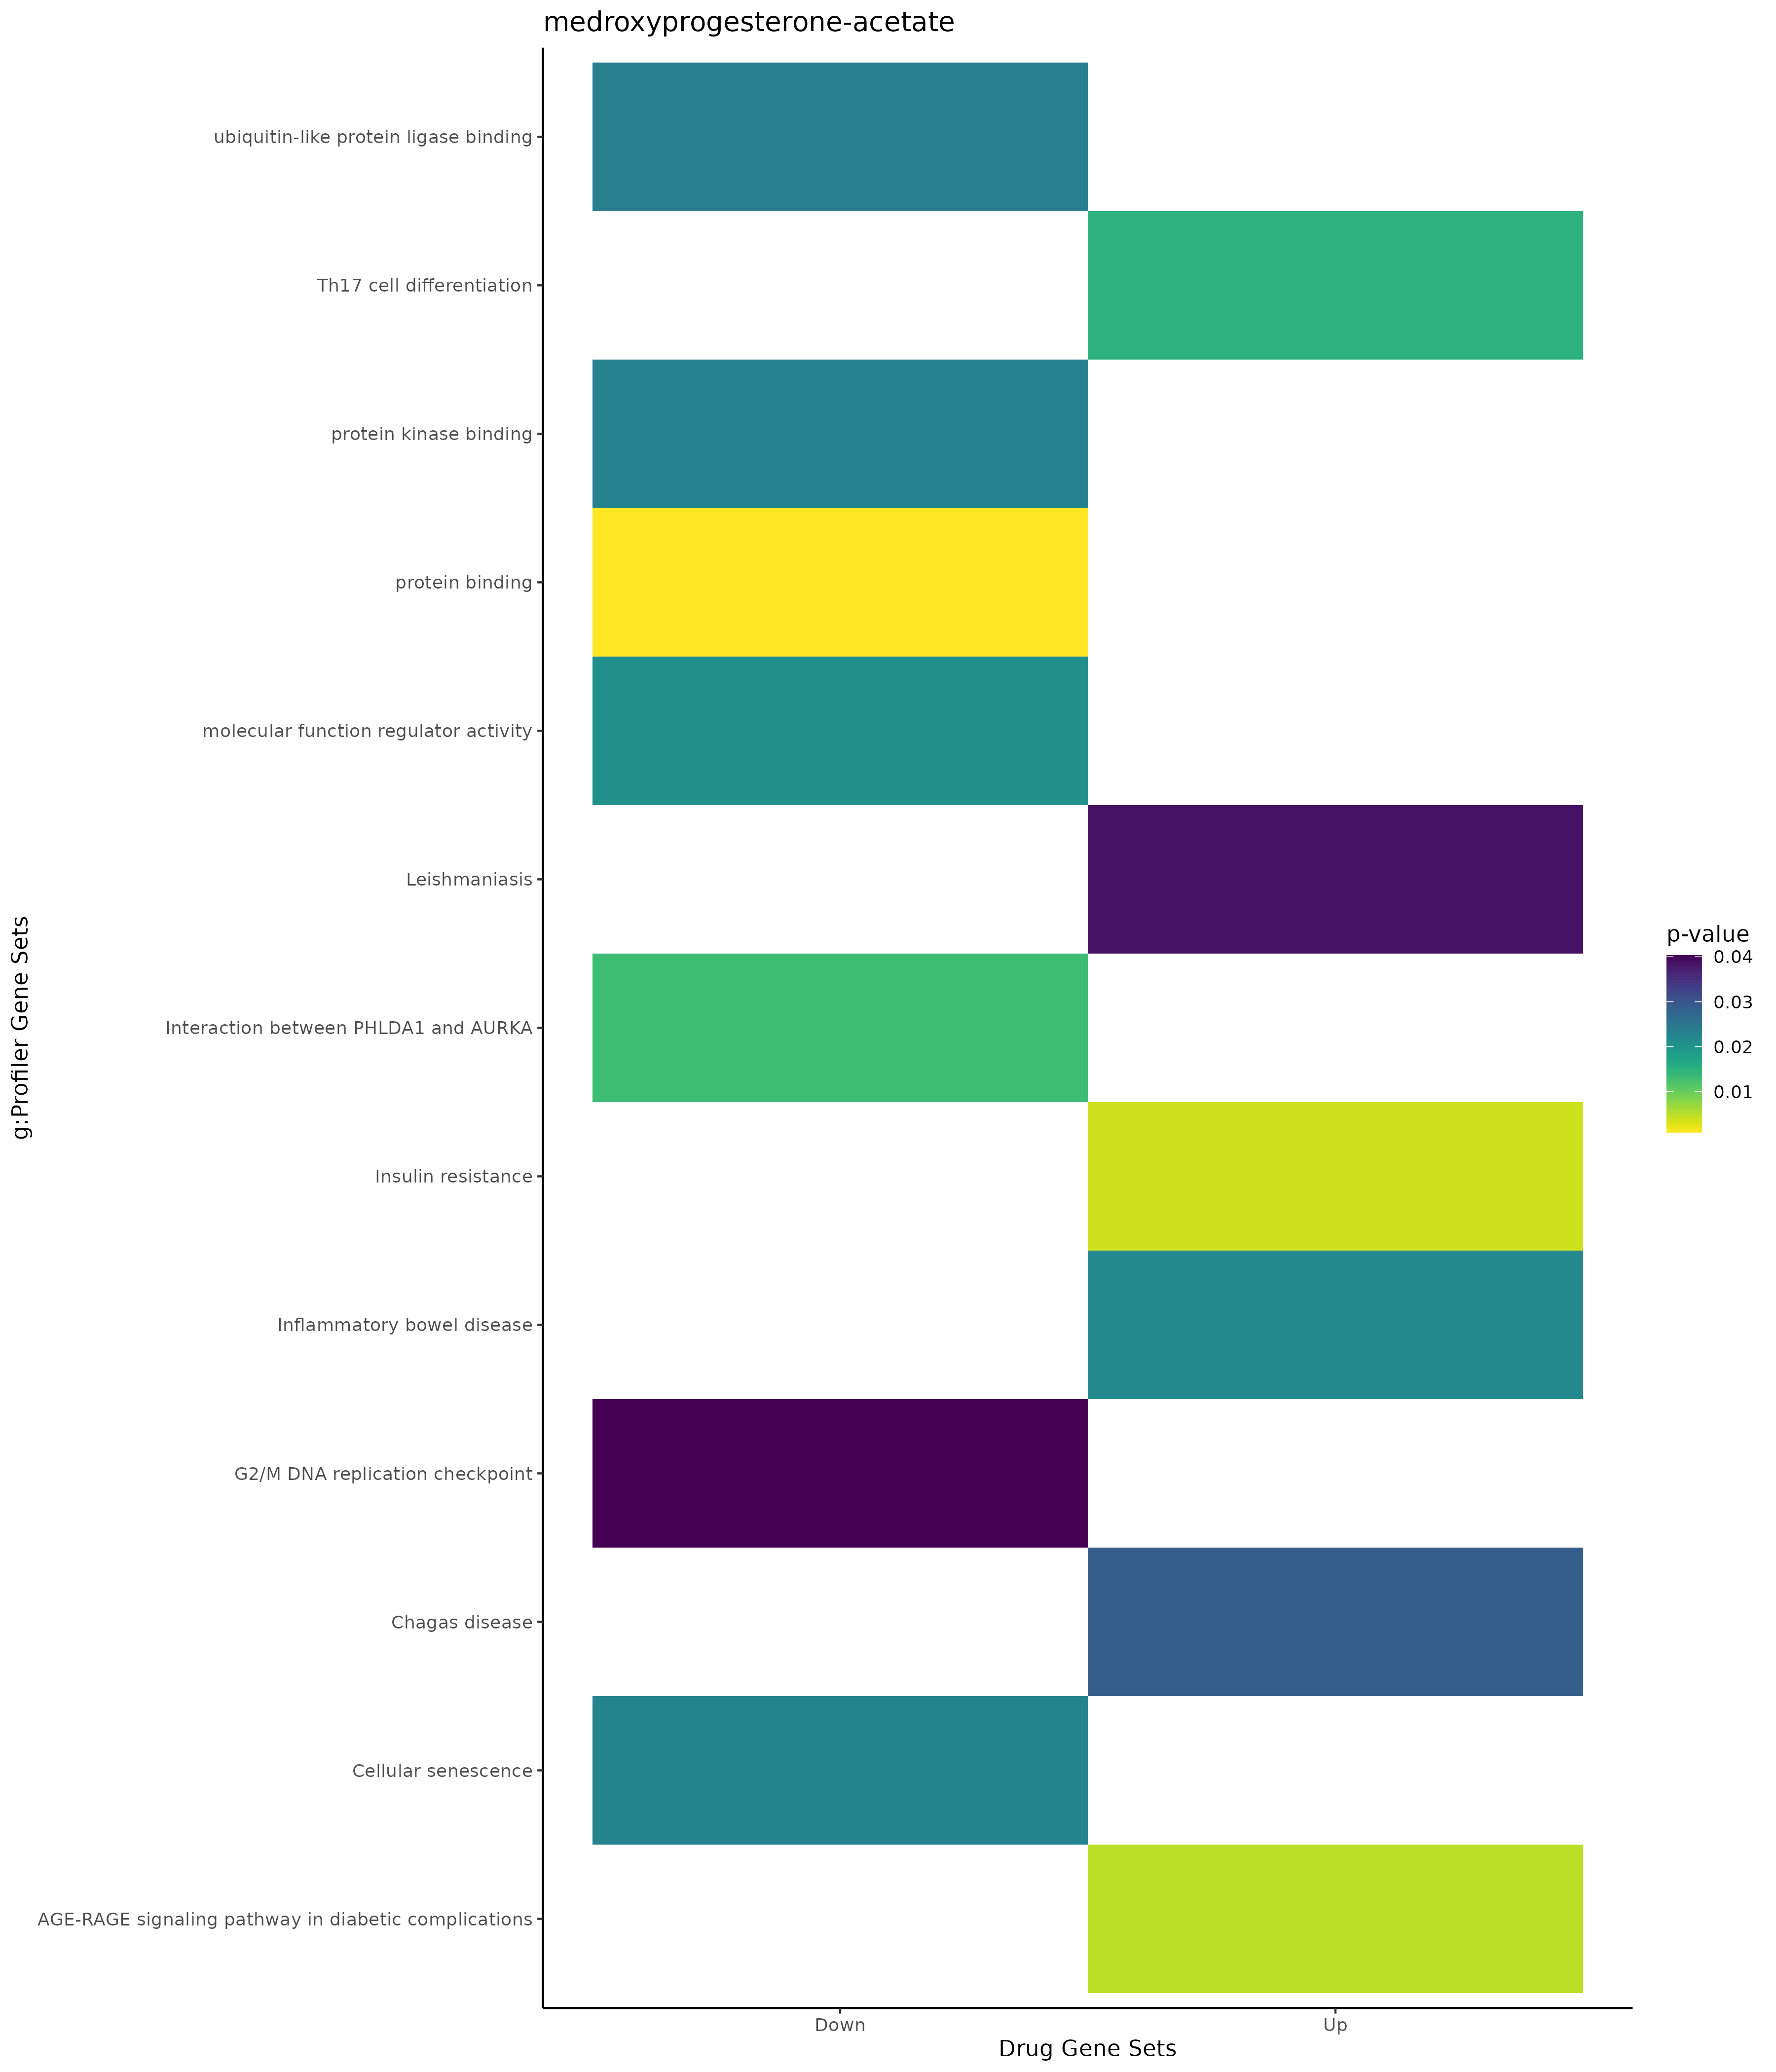 medroxyprogesterone-acetate
ubiquitin-like protein ligase binding
Th17 cell differentiation
protein kinase binding
protein binding
molecular function regulator activity
Leishmaniasis
Interaction between PHLDA1 and AURKA
Insulin resistance
Inflammatory bowel disease
G2/M DNA replication checkpoint
Chagas disease
Cellular senescence
AGE-RAGE signaling pathway in diabetic complications
g:Profiler Gene Sets
Down
Up
Drug Gene Sets
p-value
0.04
0.03
0.02
0.01